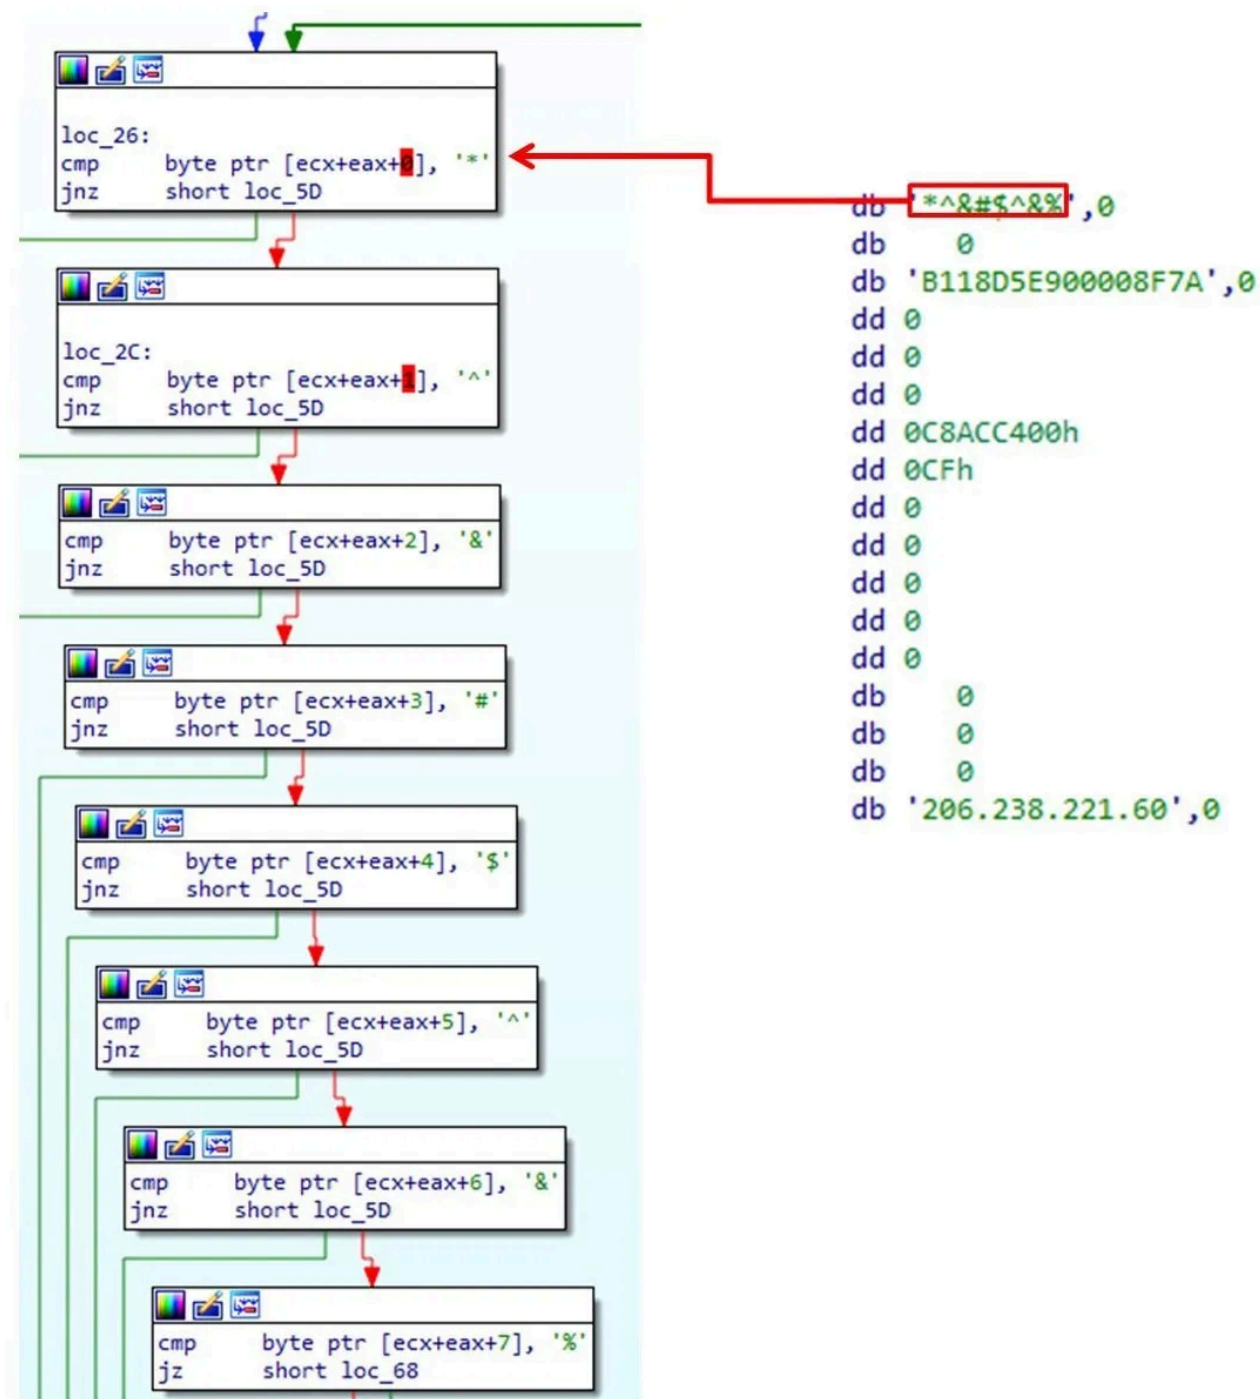 loc_26:
cmp byte ptr [ecx+eax+0], '*'
jnz short loc_5D
loc_2C:
cmp byte ptr [ecx+eax+1], '^'
jnz short loc_5D
cmp byte ptr [ecx+eax+2], '&'
jnz short loc_5D
cmp byte ptr [ecx+eax+3], '#'
jnz short loc_5D
cmp byte ptr [ecx+eax+4], '$'
jnz short loc_5D
cmp byte ptr [ecx+eax+5], '^'
jnz short loc_5D
cmp byte ptr [ecx+eax+6], '&'
jnz short loc_5D
cmp byte ptr [ecx+eax+7], '%'
jz short loc_68
db '*^&#$^&%',0
db 0
db 'B118D5E900008F7A',0
dd 0
dd 0
dd 0
dd 0C8ACC400h
dd 0CFh
dd 0
dd 0
dd 0
dd 0
dd 0
db 0
db 0
db 0
db '206.238.221.60',0